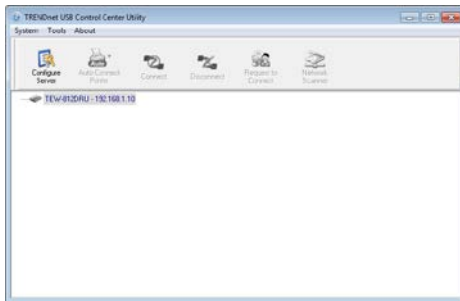 TRENDnet USB Control Center Utility
System Tools About
Configure Server
Auto-Connect Printer
Connect
Disconnect
Request to Connect
Network Scanner
TEW-812DRU - 192.168.1.10